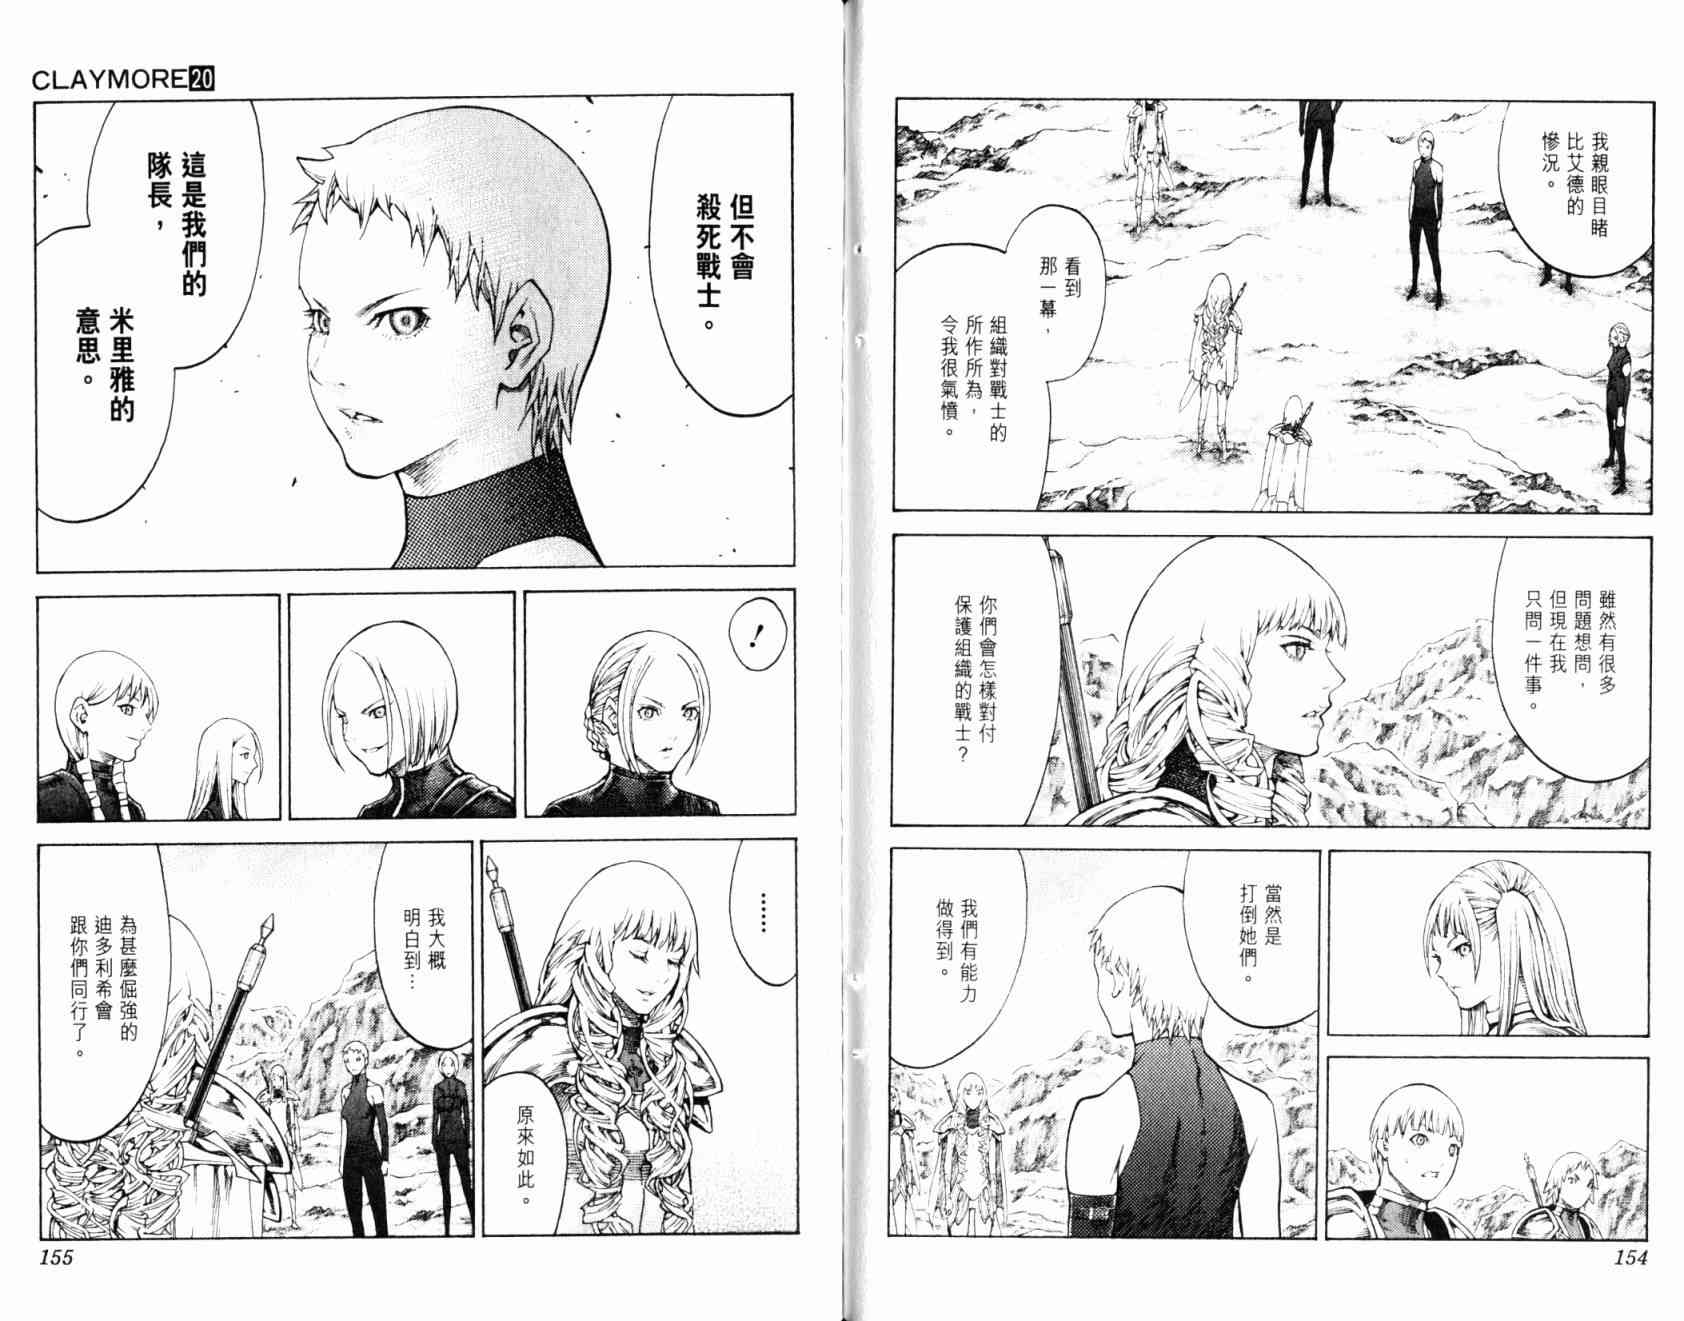 我親眼目睹
比艾德的
慘況。
看到
那一幕，
組織對戰士的
所作所為，
令我很氣憤。
雖然有很多
問題想問，
但現在我
只問一件事。
你們會怎樣對付
保護組織的戰士？
當然是
打倒她們。
我們有能力
做得到。
154
CLAYMORE 20
但不會
殺死戰士。
這是我們的
隊長，
米里雅的
意思。
！
……
原來如此。
我大概
明白到…
為甚麼倔強的
迪多利希會
跟你們同行了。
155